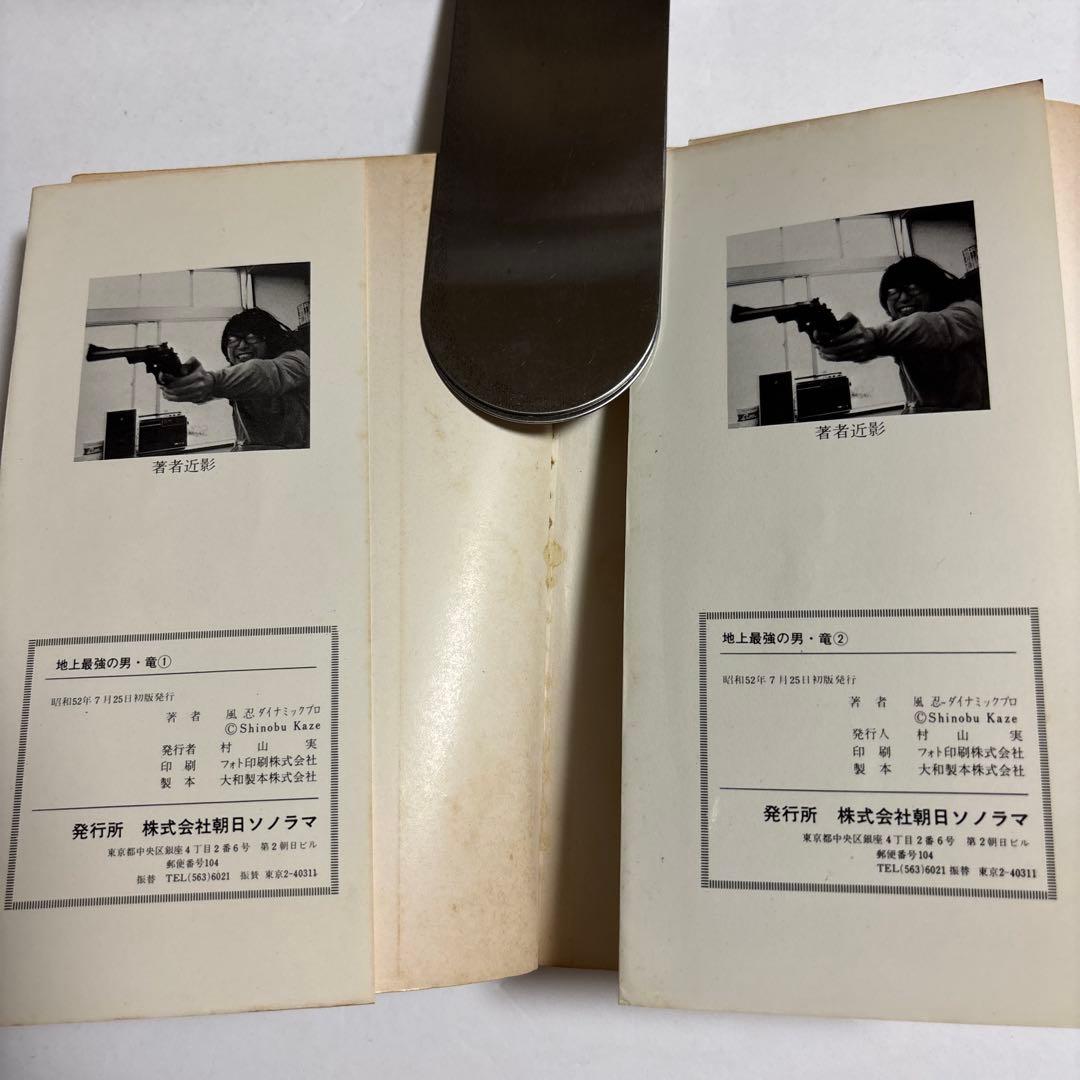 著者近影
地上最強の男・竜①
昭和52年7月25日初版発行
著者 風 忍 ダイナミックプロ
©Shinobu Kaze
発行者 村山実
印刷 フォト印刷株式会社
製本 大和製本株式会社
発行所 株式会社朝日ソノラマ
東京都中央区銀座4丁目2番6号 第2朝日ビル
郵便番号104
振替 TEL(563)6021 振替 東京2-40311
著者近影
地上最強の男・竜②
昭和52年7月25日初版発行
著者 風 忍-ダイナミックプロ
©Shinobu Kaze
発行人 村山実
印刷 フォト印刷株式会社
製本 大和製本株式会社
発行所 株式会社朝日ソノラマ
東京都中央区銀座4丁目2番6号 第2朝日ビル
郵便番号104
TEL(563)6021 振替 東京2-40311